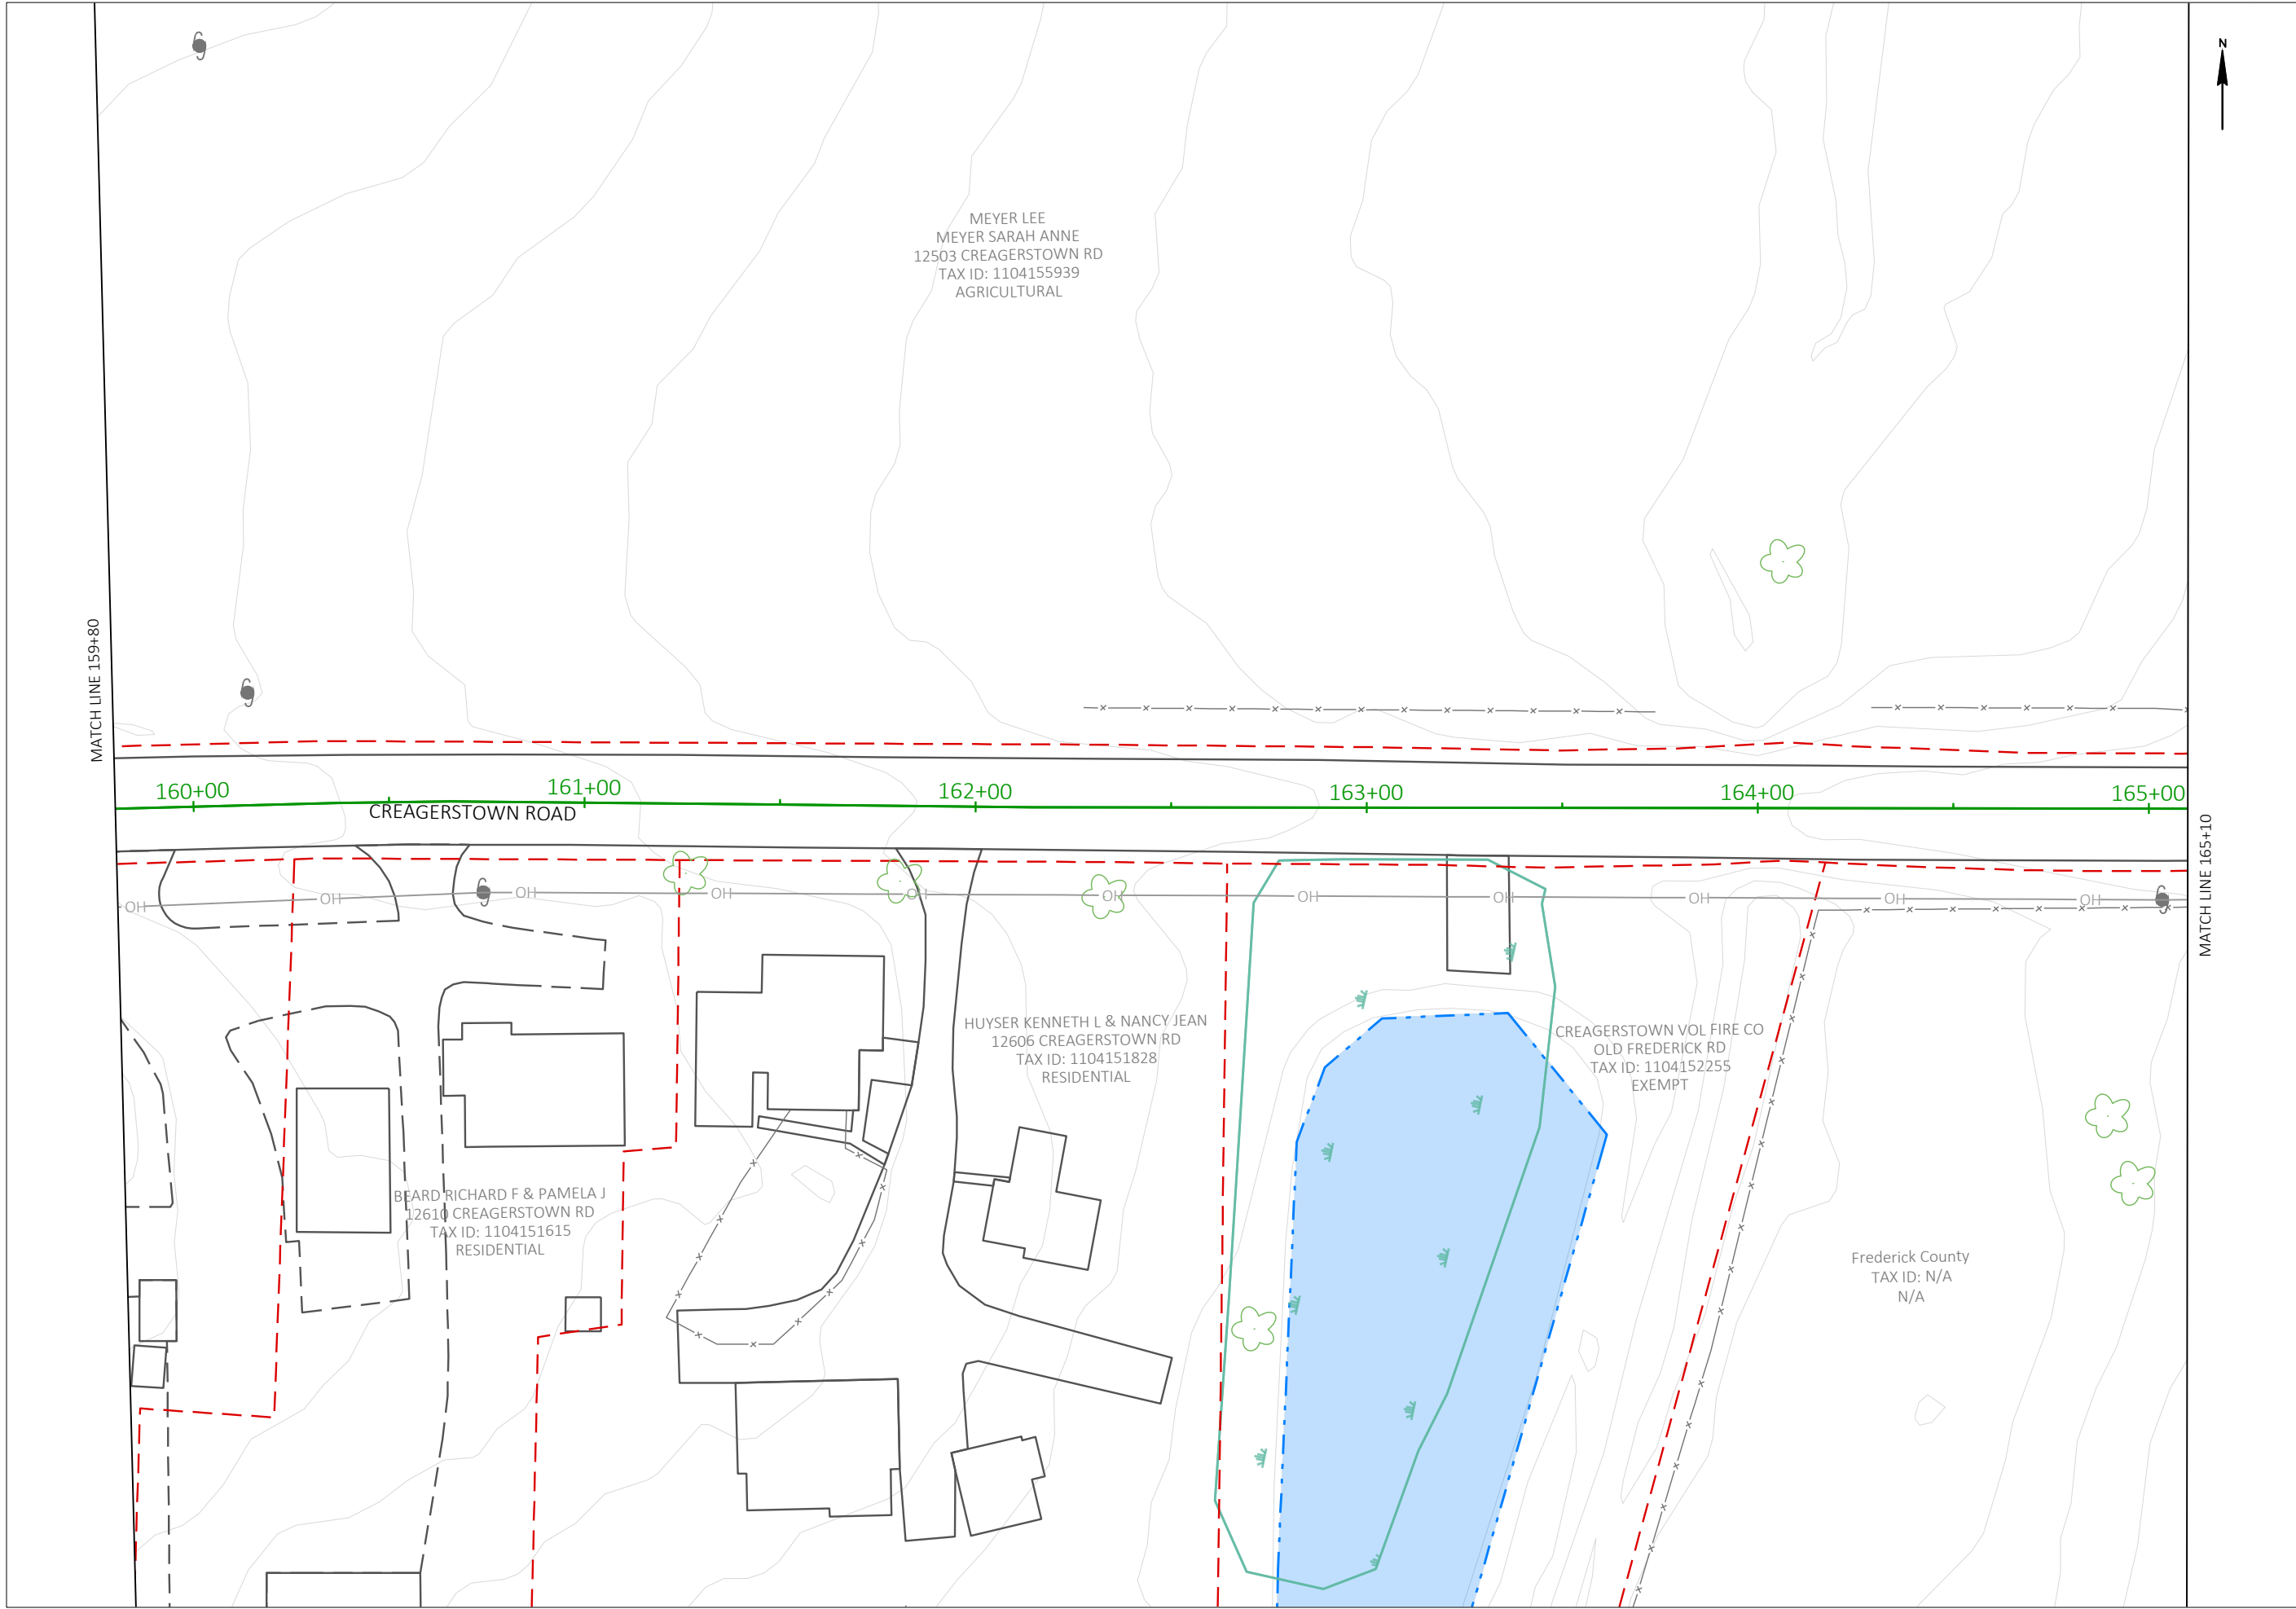 N
MEYER LEE
MEYER SARAH ANNE
12503 CREAGERSTOWN RD
TAX ID: 1104155939
AGRICULTURAL
MATCH LINE 159+80
160+00
161+00
162+00
163+00
164+00
165+00
CREAGERSTOWN ROAD
MATCH LINE 165+10
OH
OH
OH
OH
OH
OH
OH
OH
OH
OH
OH
HUYSER KENNETH L & NANCY JEAN
12606 CREAGERSTOWN RD
TAX ID: 1104151828
RESIDENTIAL
CREAGERSTOWN VOL FIRE CO
OLD FREDERICK RD
TAX ID: 1104152255
EXEMPT
BEARD RICHARD F & PAMELA J
12610 CREAGERSTOWN RD
TAX ID: 1104151615
RESIDENTIAL
Frederick County
TAX ID: N/A
N/A